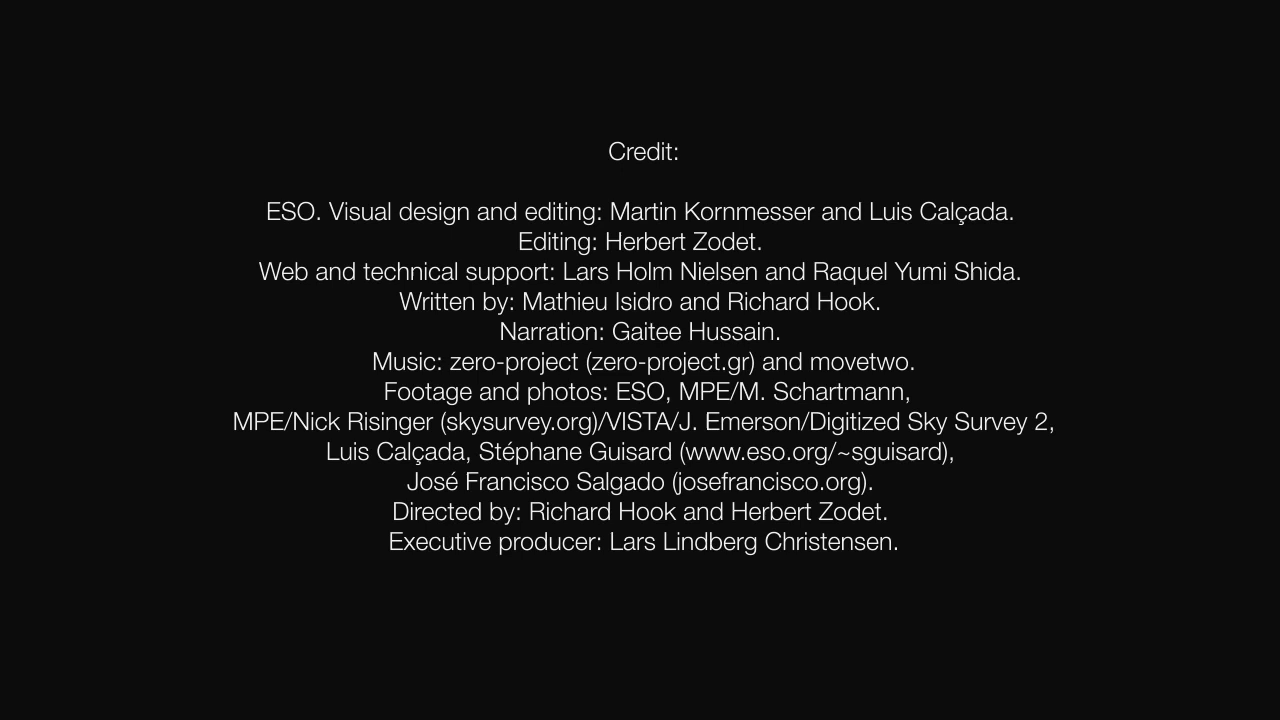 Credit:
ESO. Visual design and editing: Martin Kornmesser and Luis Calçada.
Editing: Herbert Zodet.
Web and technical support: Lars Holm Nielsen and Raquel Yumi Shida.
Written by: Mathieu Isidro and Richard Hook.
Narration: Gaitee Hussain.
Music: zero-project (zero-project.gr) and movetwo.
Footage and photos: ESO, MPE/M. Schartmann,
MPE/Nick Risinger (skysurvey.org)/VISTA/J. Emerson/Digitized Sky Survey 2,
Luis Calçada, Stéphane Guisard (www.eso.org/~sguisard),
José Francisco Salgado (josefrancisco.org).
Directed by: Richard Hook and Herbert Zodet.
Executive producer: Lars Lindberg Christensen.